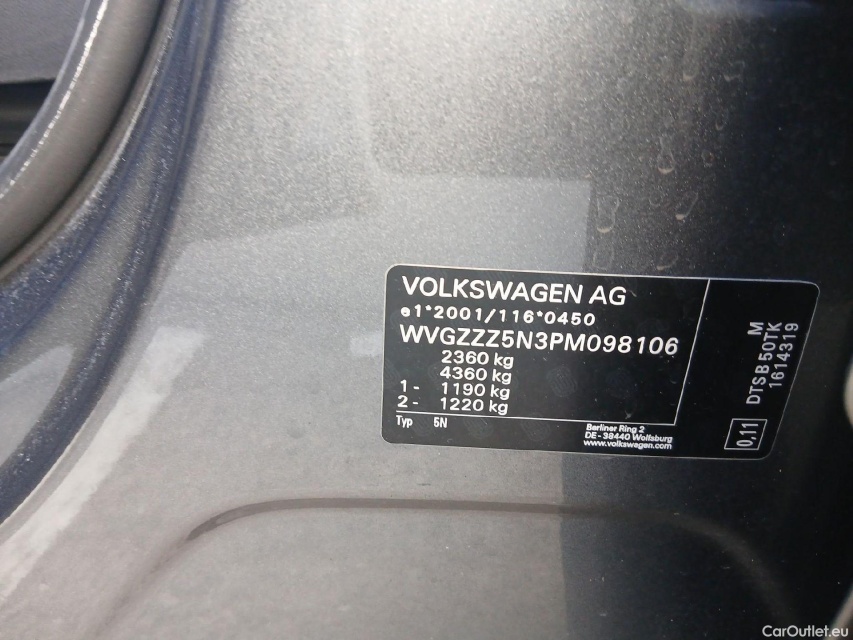 VOLKSWAGEN AG
e1*2001/116*0450
WVGZZZ5N3PM098106
2360 kg
4360 kg
1- 1190 kg
2- 1220 kg
Typ 5N
Berliner Ring 2
DE-38440 Wolfsburg
www.volkswagen.com
M
DTSB50TK
1614319
0,11
CarOutlet.eu